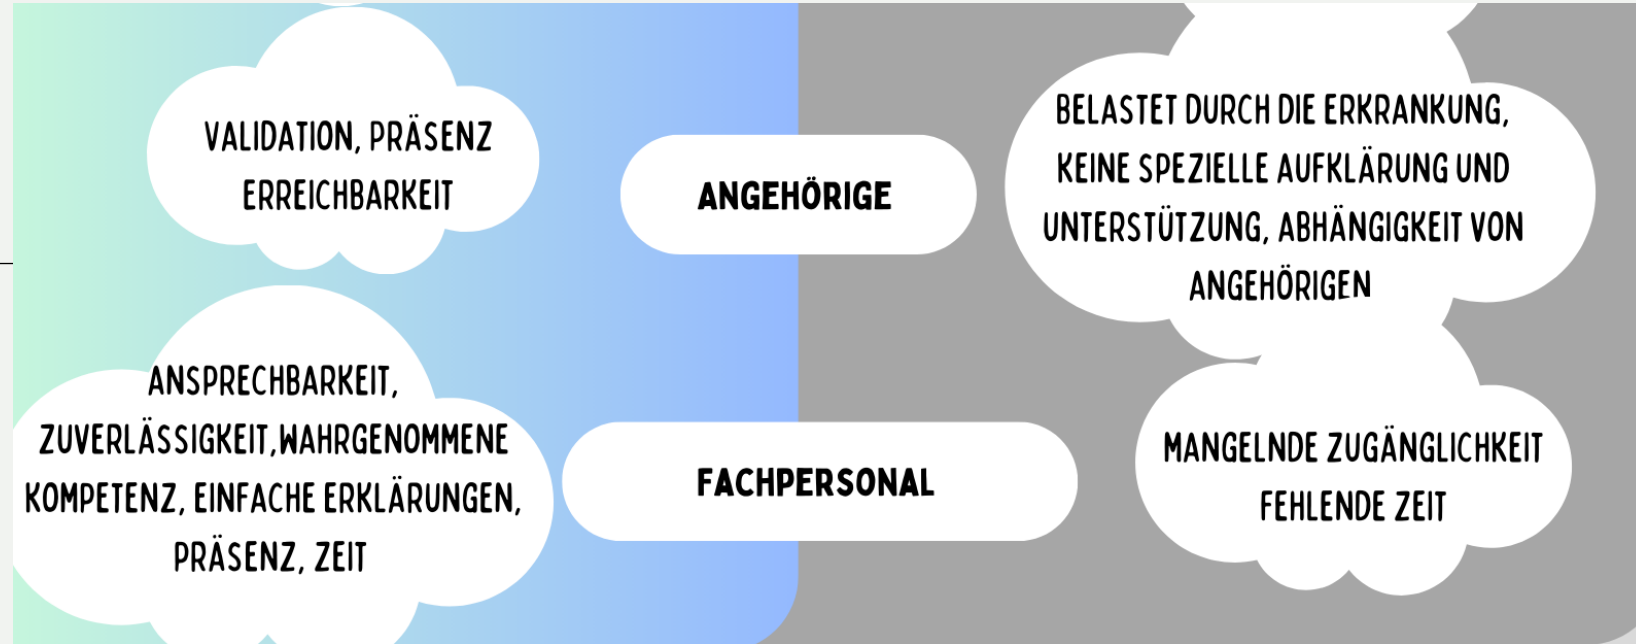 VALIDATION, PRÄSENZ
ERREICHBARKEIT
ANGEHÖRIGE
BELASTET DURCH DIE ERKRANKUNG,
KEINE SPEZIELLE AUFKLÄRUNG UND
UNTERSTÜTZUNG, ABHÄNGIGKEIT VON
ANGEHÖRIGEN
ANSPRECHBARKEIT,
ZUVERLÄSSIGKEIT,WAHRGENOMMENE
KOMPETENZ, EINFACHE ERKLÄRUNGEN,
PRÄSENZ, ZEIT
FACHPERSONAL
MANGELNDE ZUGÄNGLICHKEIT
FEHLENDE ZEIT